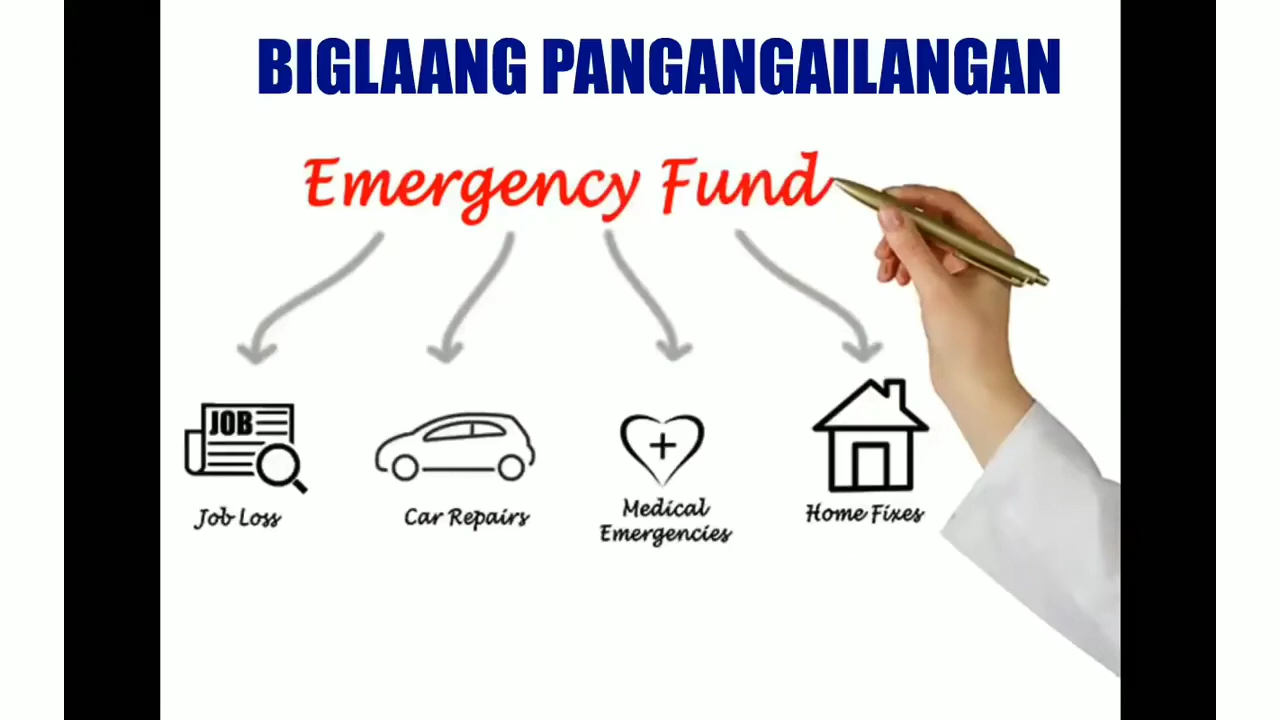 BIGLAANG PANGANGAILANGAN
Emergency Fund
JOB
Job Loss
Car Repairs
Medical
Emergencies
Home Fixes